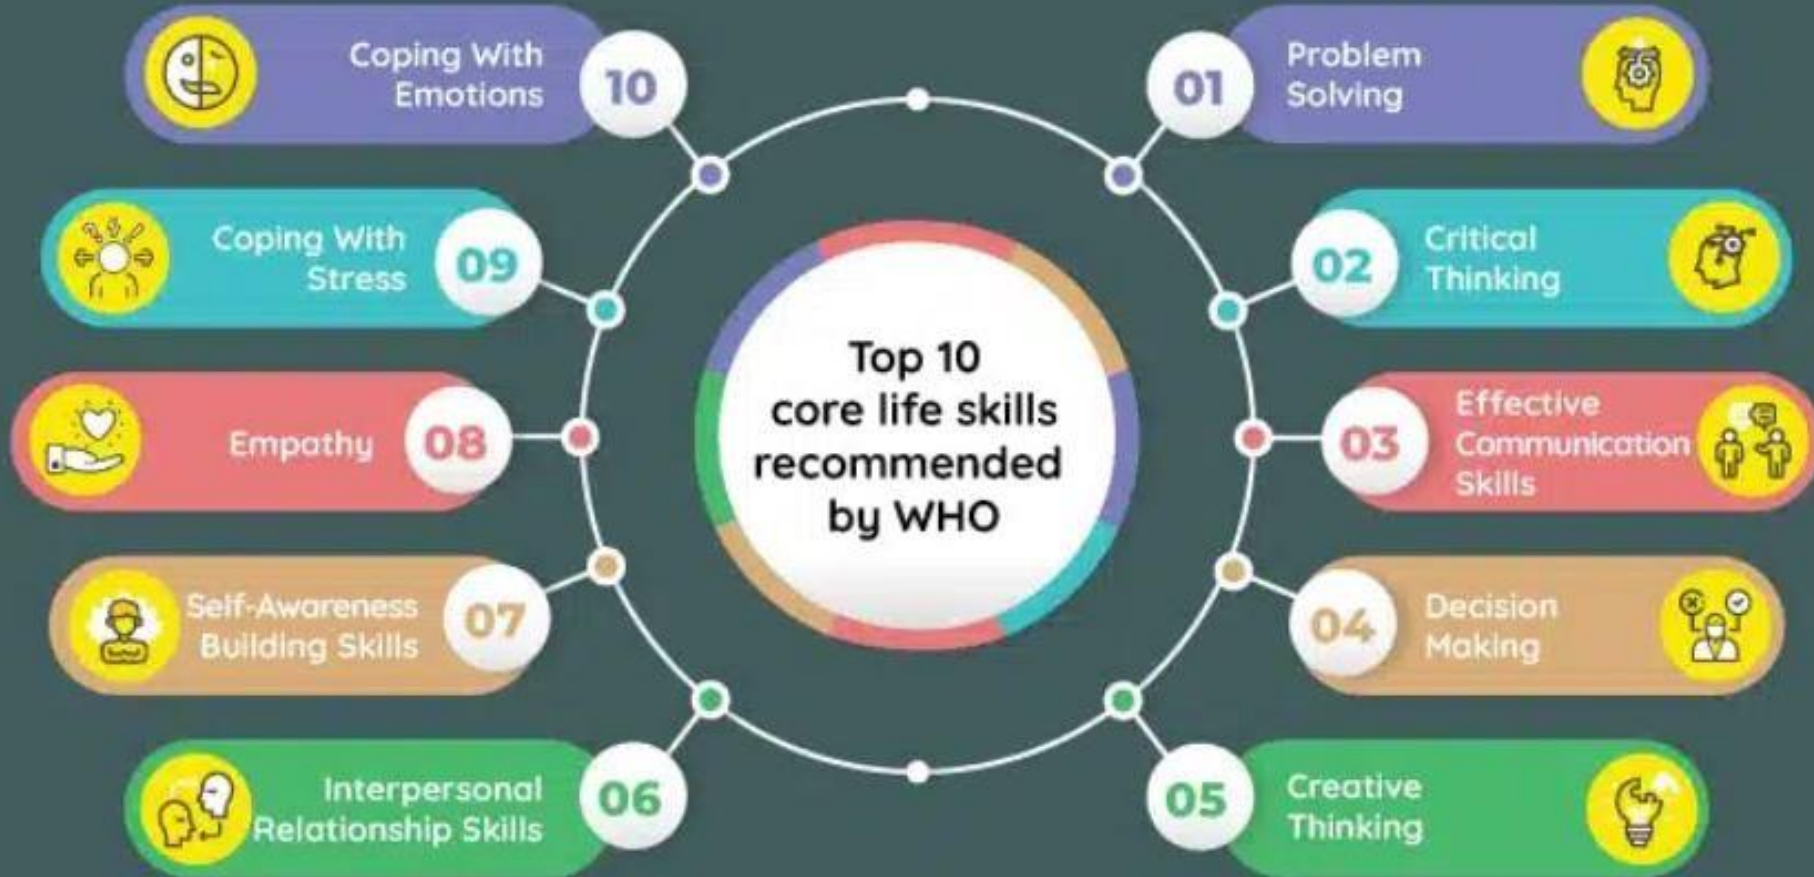 Top 10
core life skills
recommended
by WHO
01
Problem
Solving
02
Critical
Thinking
03
Effective
Communication
Skills
04
Decision
Making
05
Creative
Thinking
06
Interpersonal
Relationship Skills
07
Self-Awareness
Building Skills
08
Empathy
09
Coping With
Stress
10
Coping With
Emotions